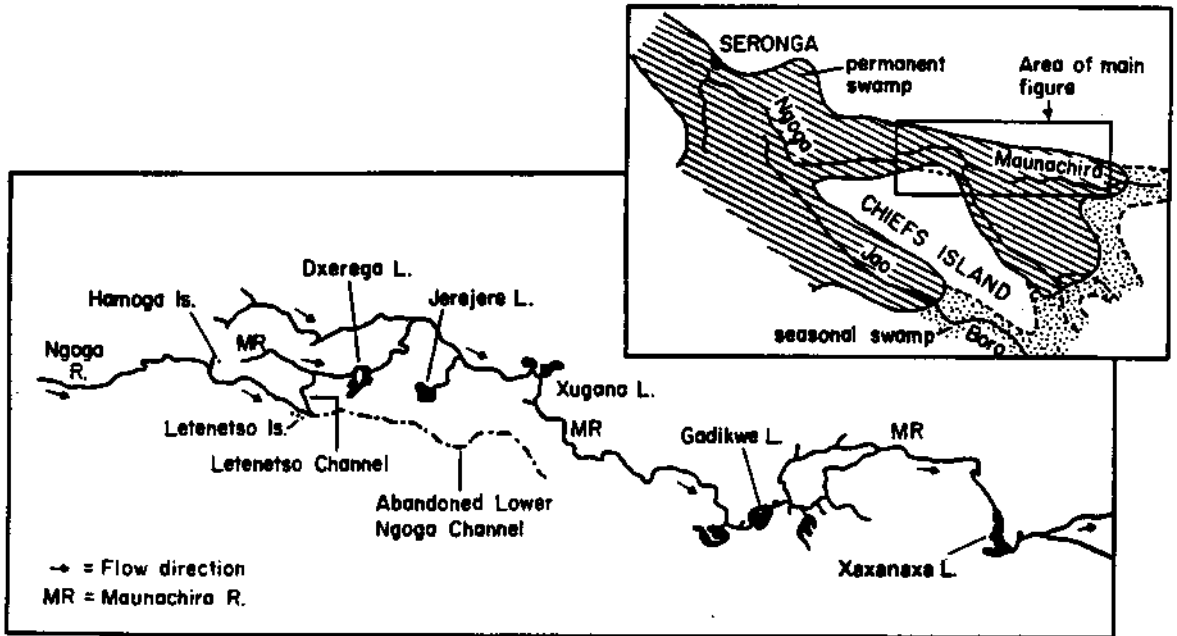 SERONGA
permanent
swamp
Area of main
figure
Ngoga
Maunachira
CHIEFS ISLAND
Jao
seasonal swamp
Boro
Dxerega L.
Hamoga Is.
Jerejere L.
Ngoga
R.
MR
Xugana L.
Letenetso Is.
Letenetso Channel
MR
Gadikwe L.
MR
Abandoned Lower
Ngoga Channel
Xaxanaxa L.
→ = Flow direction
MR = Maunachira R.